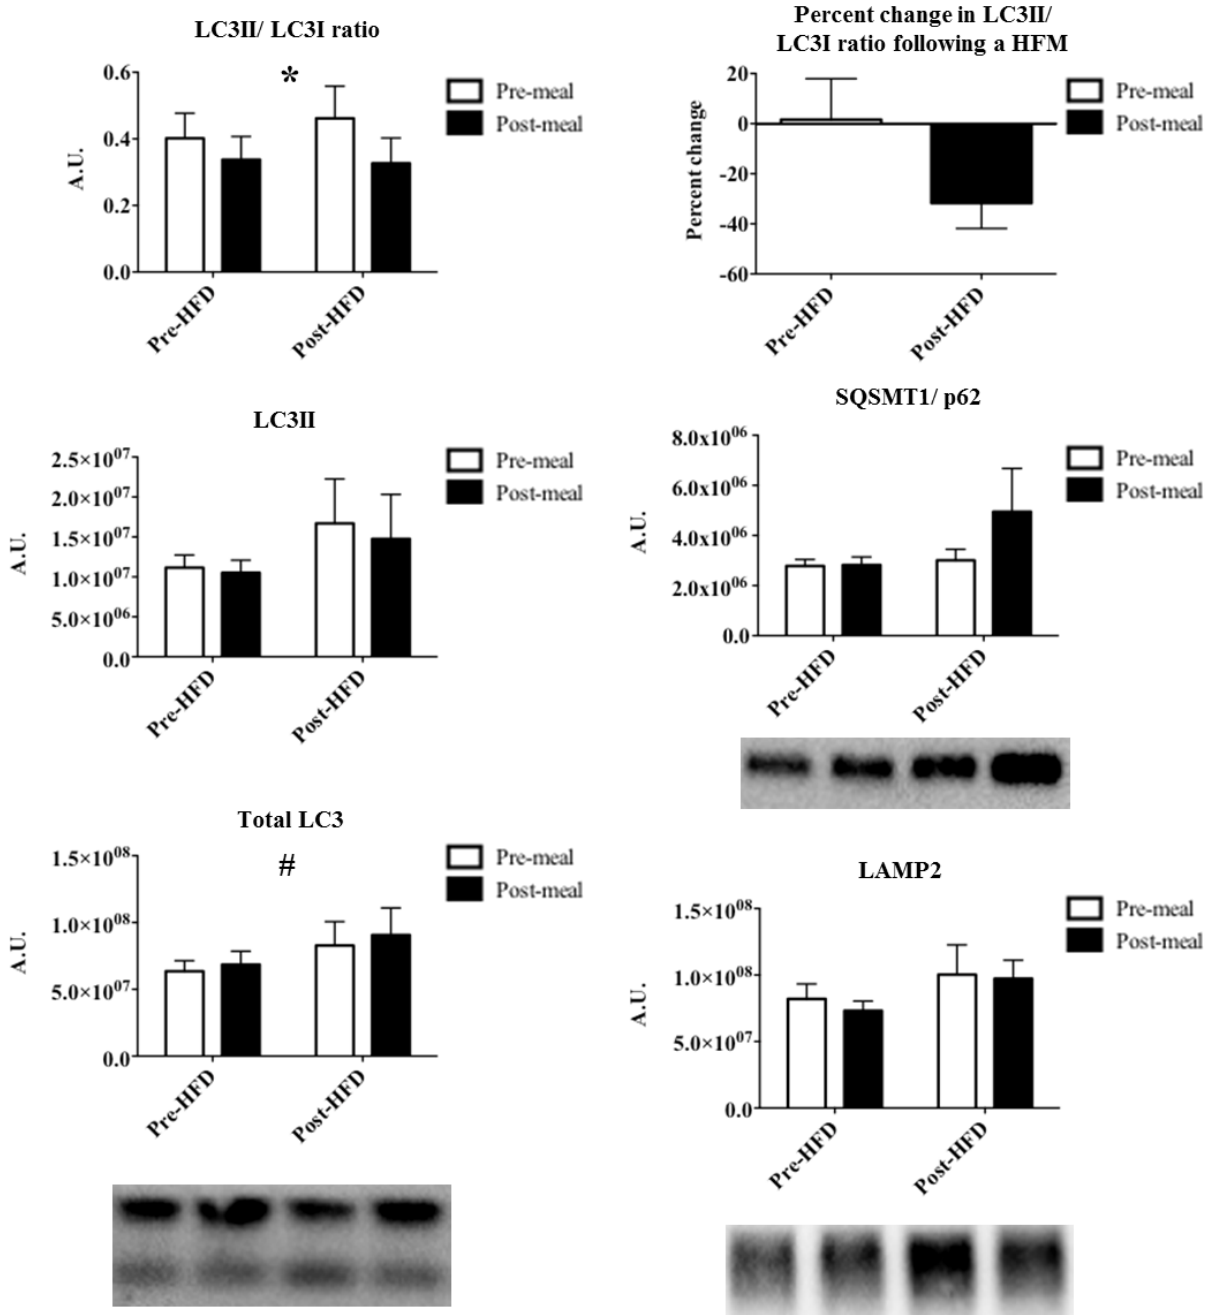 LC3II/ LC3I ratio
*
0.6
0.4
0.2
0.0
A.U.
Pre-HFD
Post-HFD
Pre-meal
Post-meal
Percent change in LC3II/
LC3I ratio following a HFM
20
0
-20
-40
-60
Percent change
Pre-HFD
Post-HFD
Pre-meal
Post-meal
LC3II
2.5×10^07
2.0×10^07
1.5×10^07
1.0×10^07
5.0×10^06
0.0
A.U.
Pre-HFD
Post-HFD
Pre-meal
Post-meal
SQSMT1/ p62
8.0x10^06
6.0x10^06
4.0x10^06
2.0x10^06
0.0
A.U.
Pre-HFD
Post-HFD
Pre-meal
Post-meal
Total LC3
#
1.5×10^08
1.0×10^08
5.0×10^07
0.0
A.U.
Pre-HFD
Post-HFD
Pre-meal
Post-meal
LAMP2
1.5×10^08
1.0×10^08
5.0×10^07
0.0
A.U.
Pre-HFD
Post-HFD
Pre-meal
Post-meal